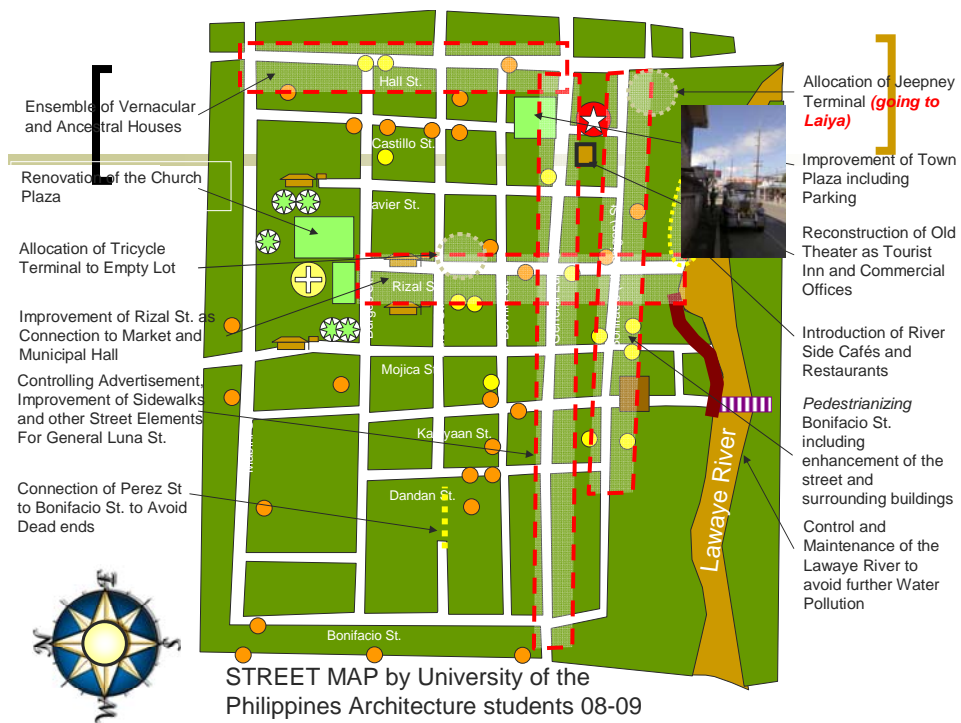 Ensemble of Vernacular
and Ancestral Houses
Renovation of the Church
Plaza
Allocation of Tricycle
Terminal to Empty Lot
Improvement of Rizal St. as
Connection to Market and
Municipal Hall
Controlling Advertisement,
Improvement of Sidewalks
and other Street Elements
For General Luna St.
Connection of Perez St
to Bonifacio St. to Avoid
Dead ends
Hall St.
Castillo St.
avier St.
Rizal S
Mojica S
St.
Dandan St.
Bonifacio St.
Lawaye River
Allocation of Jeepney
Terminal (going to
Laiya)
Improvement of Town
Plaza including
Parking
Reconstruction of Old
Theater as Tourist
Inn and Commercial
Offices
Introduction of River
Side Cafés and
Restaurants
Pedestrianizing
Bonifacio St.
including
enhancement of the
street and
surrounding buildings
Control and
Maintenance of the
Lawaye River to
avoid further Water
Pollution
N
S
E
W
STREET MAP by University of the
Philippines Architecture students 08-09